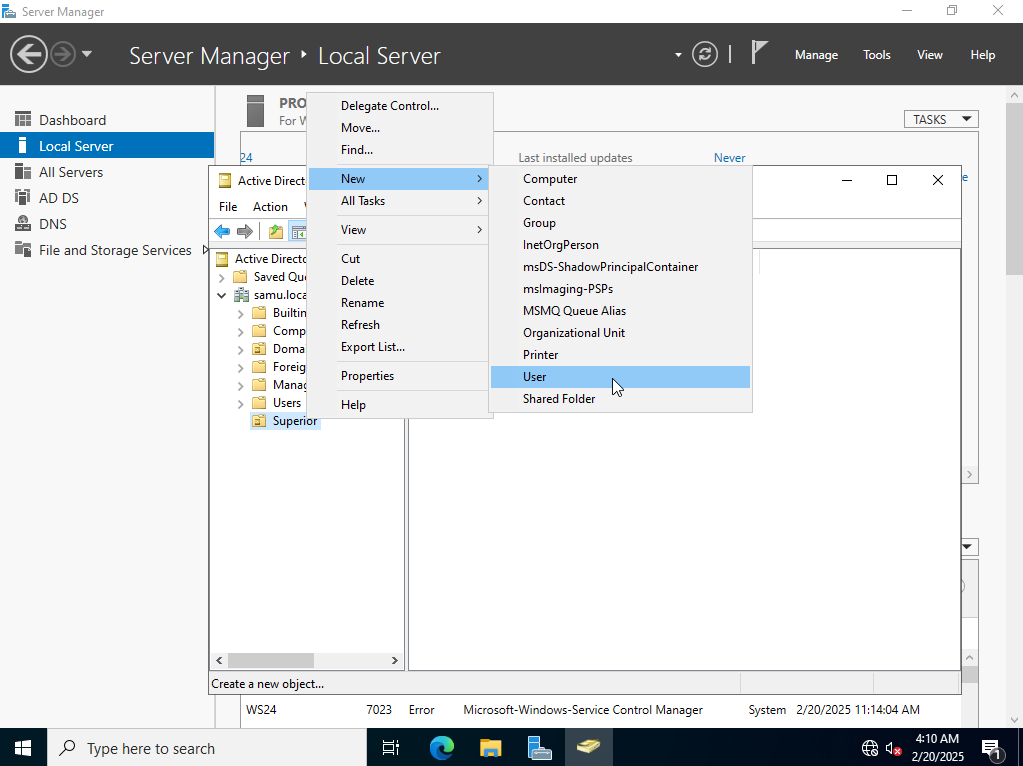 Server Manager
Server Manager ‣ Local Server
Manage Tools View Help
Dashboard
Local Server
All Servers
AD DS
DNS
File and Storage Services
PRO
For W
TASKS
24
Last installed updates
Never
Active Direct
File Action
Delegate Control...
Move...
Find...
New
All Tasks
View
Cut
Delete
Rename
Refresh
Export List...
Properties
Help
Computer
Contact
Group
InetOrgPerson
msDS-ShadowPrincipalContainer
msImaging-PSPs
MSMQ Queue Alias
Organizational Unit
Printer
User
Shared Folder
Active Directo
Saved Que
samu.loca
Builtin
Comp
Doma
Foreig
Manag
Users
Superior
Create a new object...
WS24 7023 Error Microsoft-Windows-Service Control Manager System 2/20/2025 11:14:04 AM
Type here to search
4:10 AM
2/20/2025
1